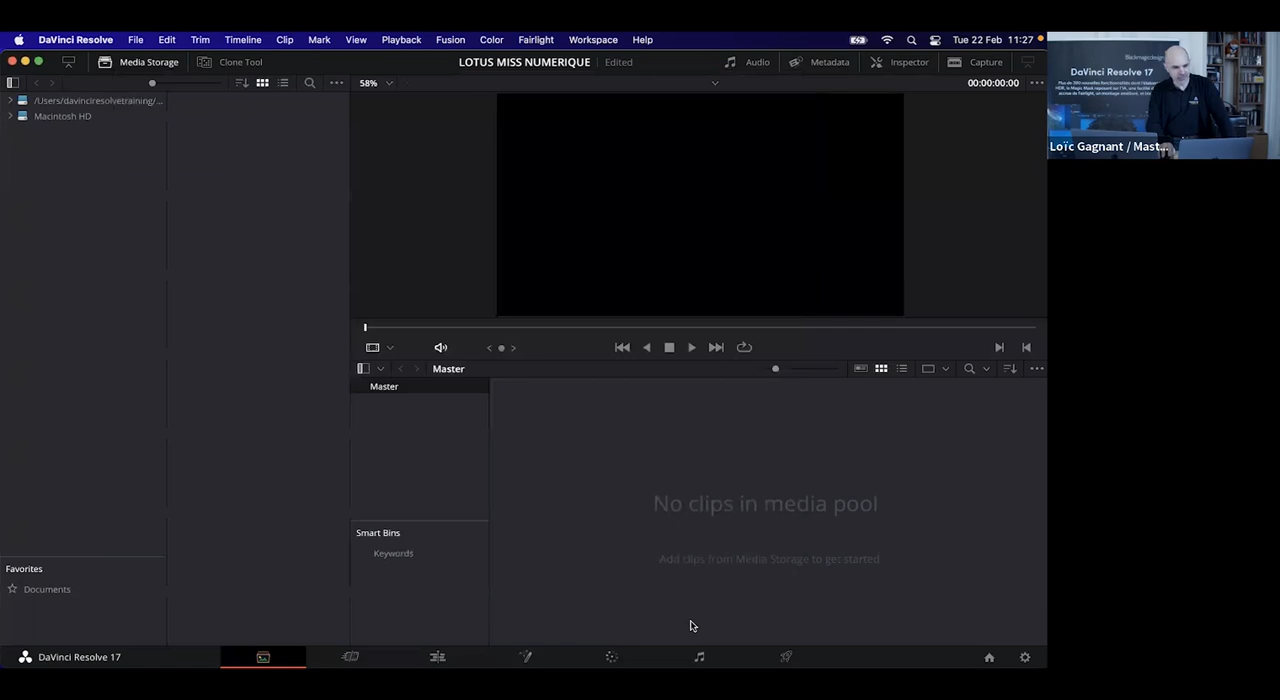 DaVinci Resolve File Edit Trim Timeline Clip Mark View Playback Fusion Color Fairlight Workspace Help Tue 22 Feb 11:27
Media Storage Clone Tool LOTUS MISS NUMERIQUE Edited Audio Metadata Inspector Capture
58% 00:00:00:00
/Users/davinciresolvetraining/...
Macintosh HD
DaVinci Resolve 17
Loïc Gagnant / Mast...
Master
Master
No clips in media pool
Smart Bins
Keywords
Add clips from Media Storage to get started
Favorites
Documents
DaVinci Resolve 17